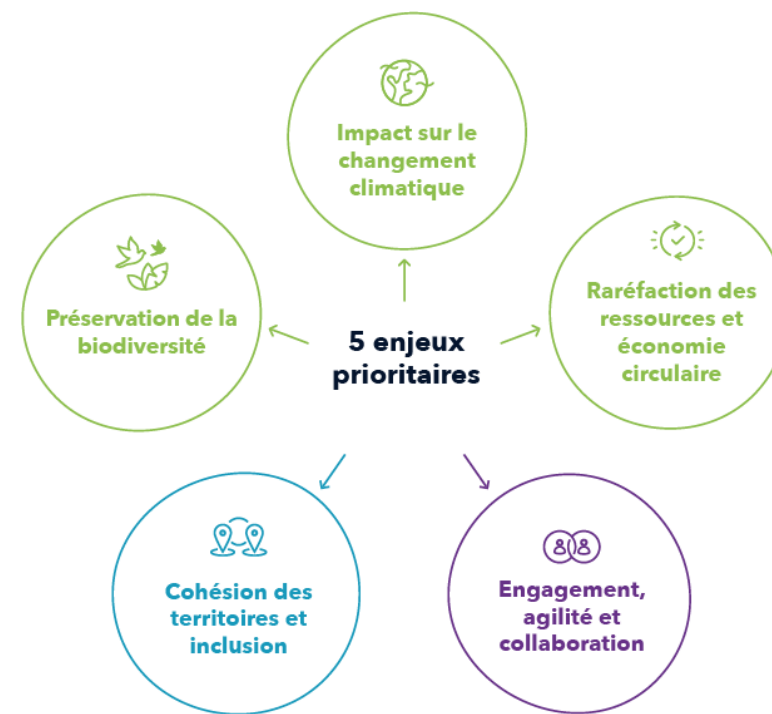 Impact sur le
changement
climatique
Préservation de la
biodiversité
5 enjeux
prioritaires
Raréfaction des
ressources et
économie
circulaire
Cohésion des
territoires et
inclusion
Engagement,
agilité et
collaboration